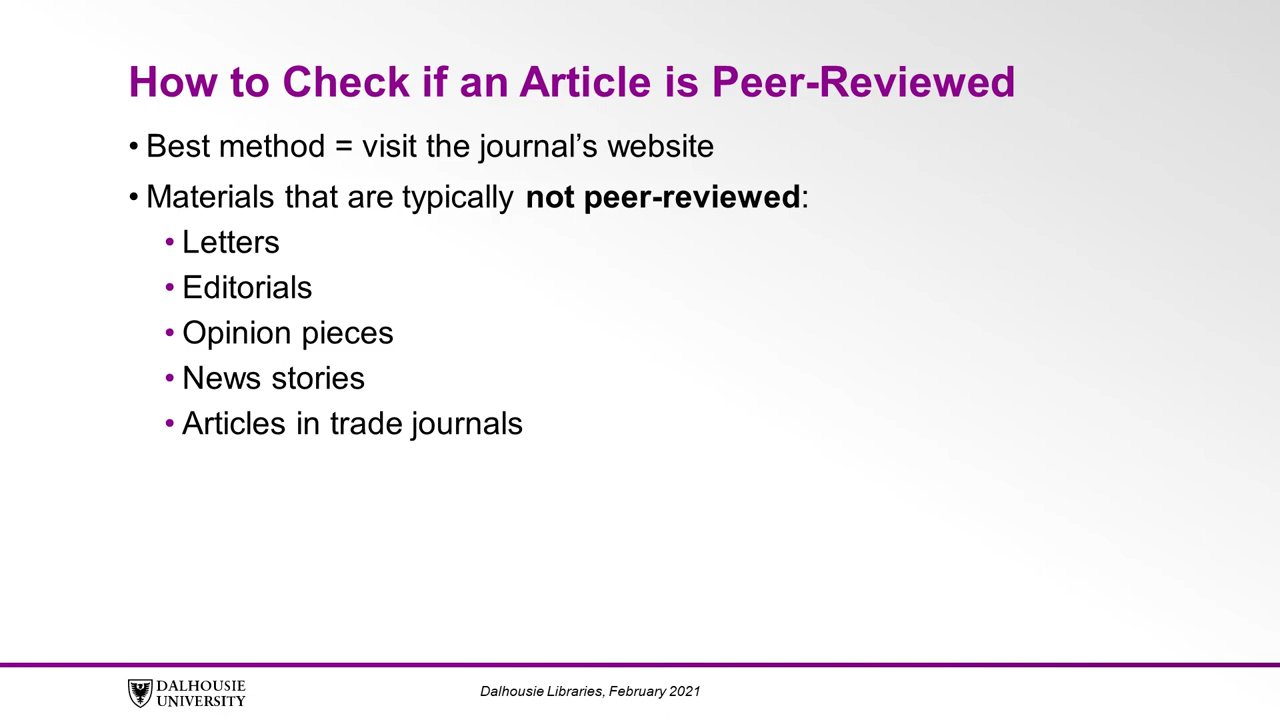 How to Check if an Article is Peer-Reviewed
• Best method = visit the journal’s website
• Materials that are typically not peer-reviewed:
• Letters
• Editorials
• Opinion pieces
• News stories
• Articles in trade journals
DALHOUSIE
UNIVERSITY
Dalhousie Libraries, February 2021